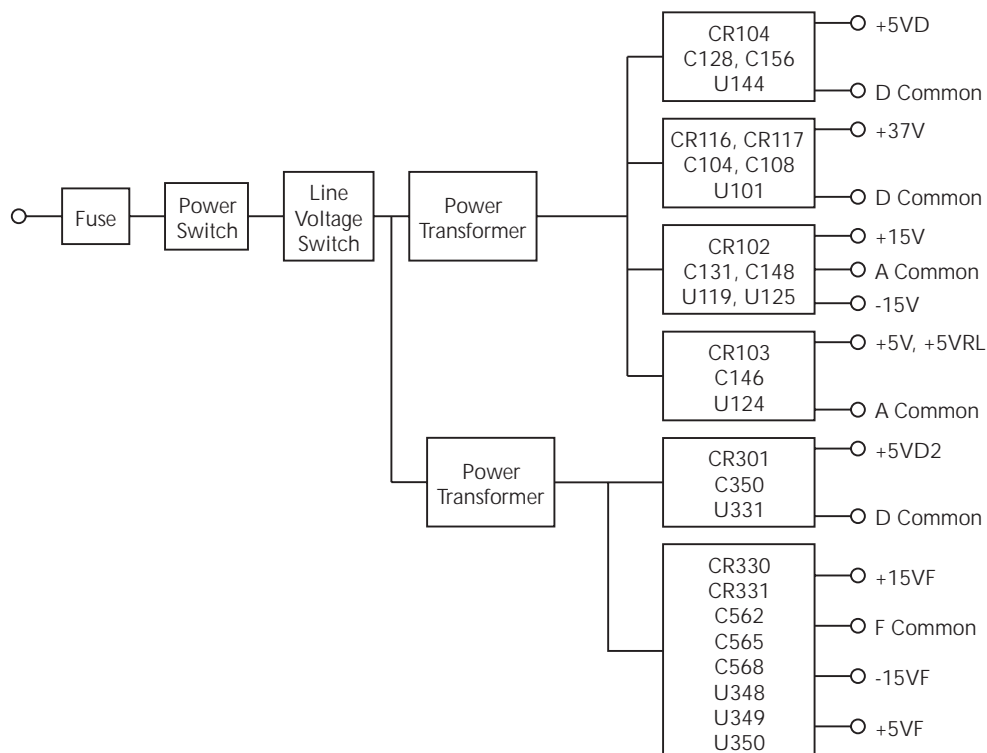 Fuse
Power
Switch
Line
Voltage
Switch
Power
Transformer
CR104
C128, C156
U144
+5VD
D Common
CR116, CR117
C104, C108
U101
+37V
D Common
CR102
C131, C148
U119, U125
+15V
A Common
-15V
CR103
C146
U124
+5V, +5VRL
A Common
Power
Transformer
CR301
C350
U331
+5VD2
D Common
CR330
CR331
C562
C565
C568
U348
U349
U350
+15VF
F Common
-15VF
+5VF